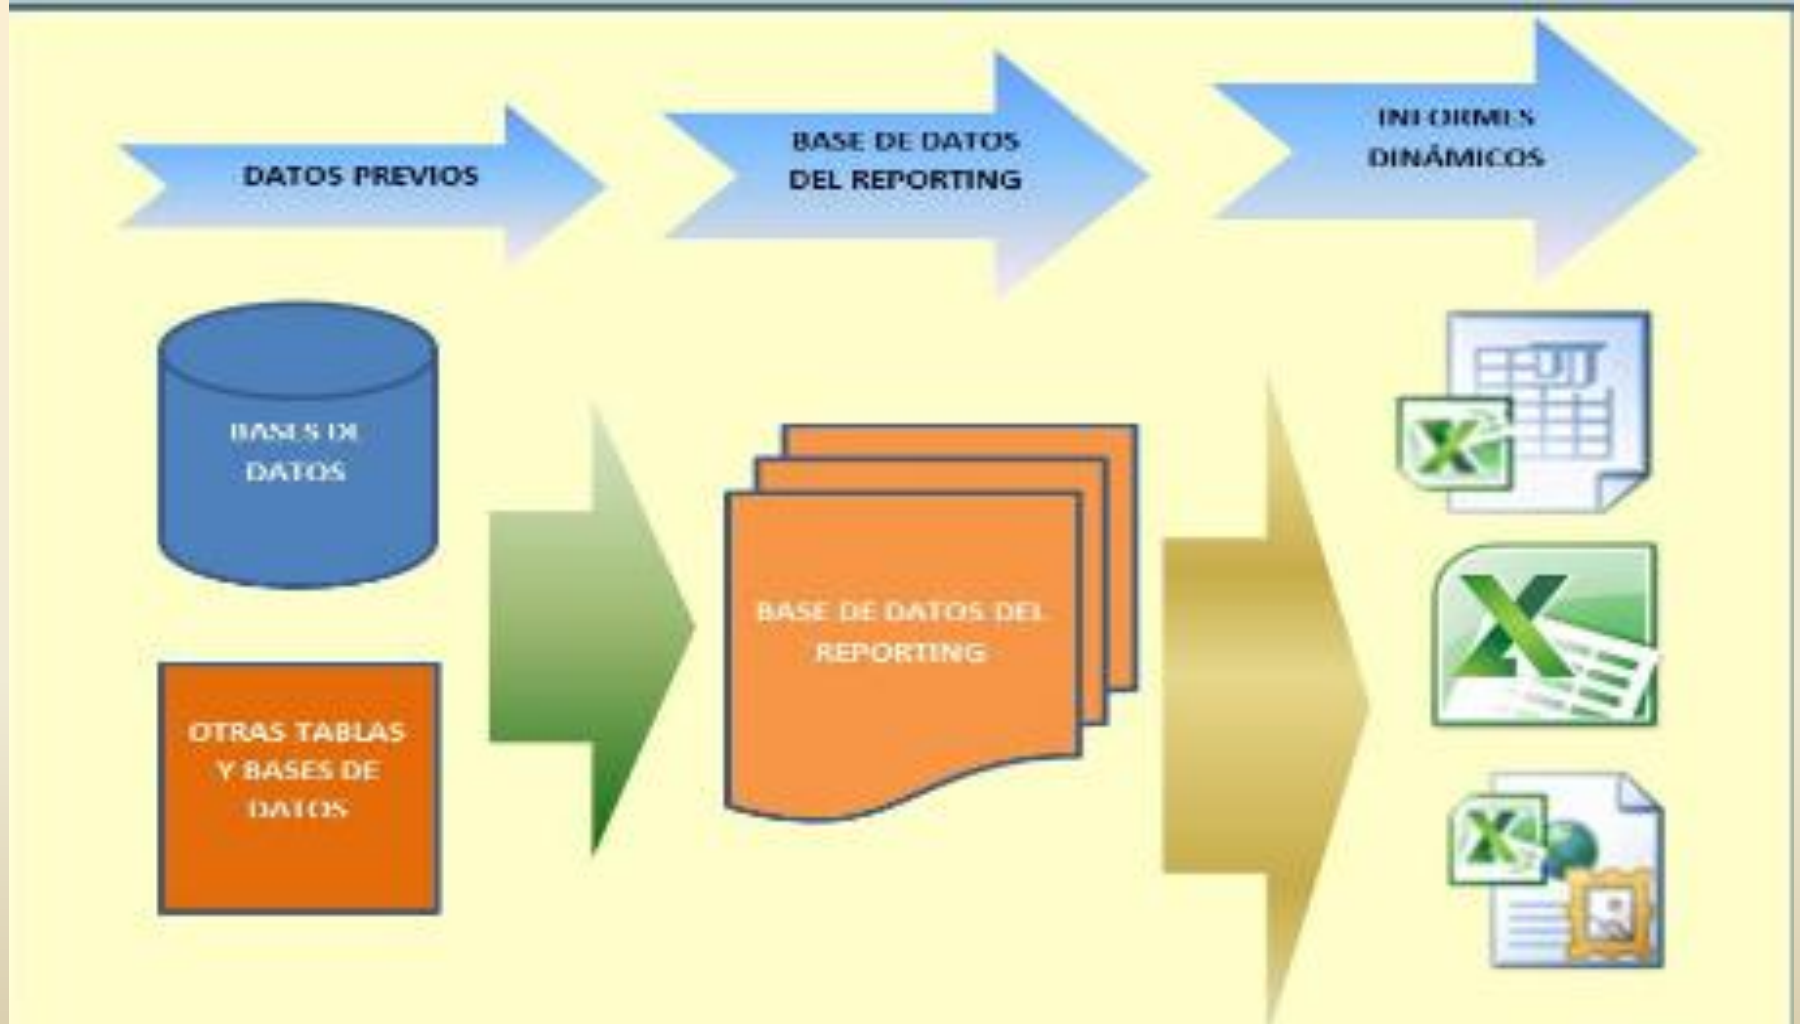 DATOS PREVIOS
BASE DE DATOS
DEL REPORTING
INFORMES
DINÁMICOS
BASES DE
DATOS
OTRAS TABLAS
Y BASES DE
DATOS
BASE DE DATOS DEL
REPORTING